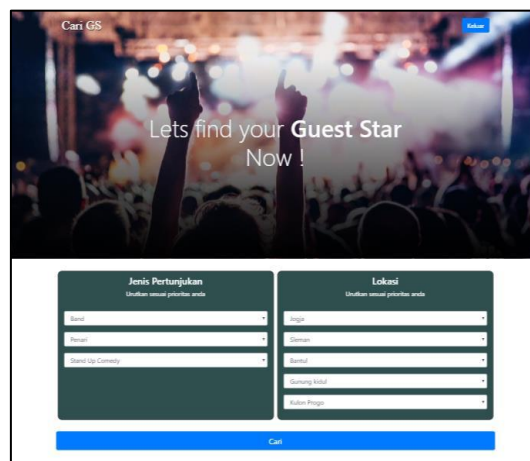 Cari GS
Keluar
Lets find your Guest Star
Now !
Jenis Pertunjukan
Urutkan sesuai prioritas anda
Band
Penari
Stand Up Comedy
Lokasi
Urutkan sesuai prioritas anda
Jogja
Sleman
Bantul
Gunung kidul
Kulon Progo
Cari